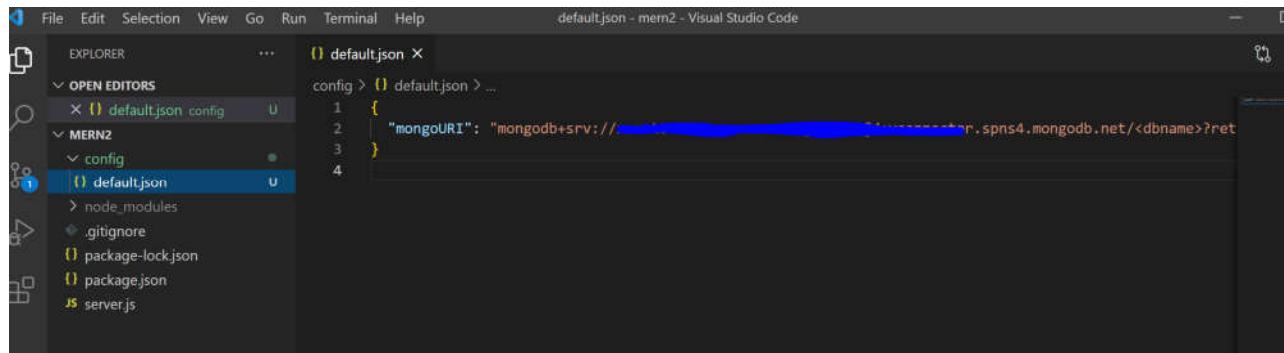 File Edit Selection View Go Run Terminal Help default.json - mern2 - Visual Studio Code
EXPLORER ...
OPEN EDITORS
default.json config U
MERN2
config
{} default.json U
node_modules
.gitignore
{} package-lock.json
{} package.json
JS server.js
1
{} default.json
config > {} default.json > ...
1 {
2 "mongoURI": "mongodb+srv:// r.spns4.mongodb.net/<dbname>?ret
3 }
4